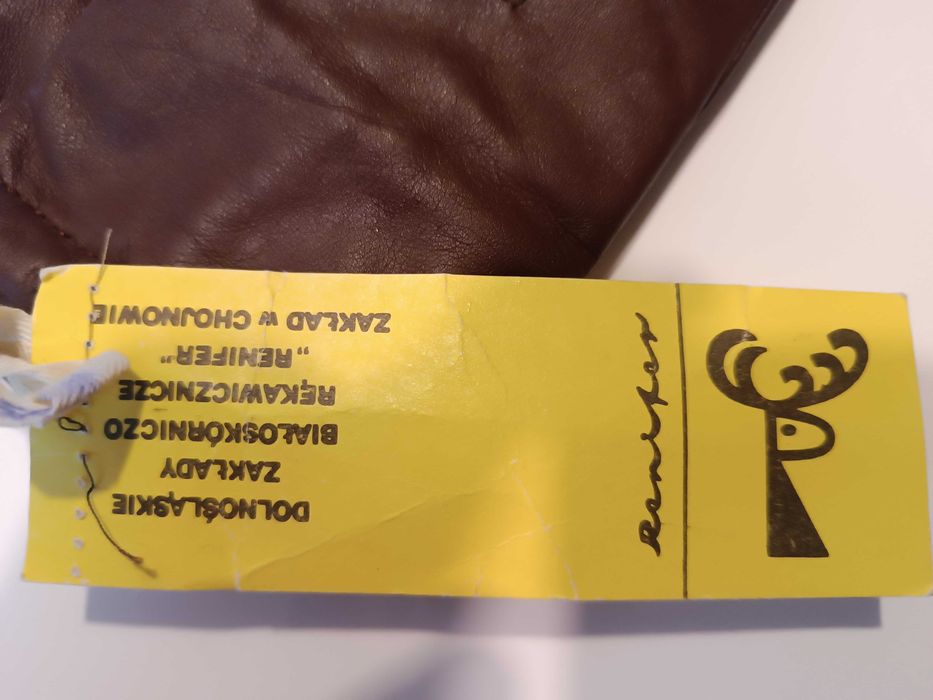 DOLNOŚLĄSKIE
ZAKŁADY
BIAŁOSKÓRNICZO
RĘKAWICZNICZE
„RENIFER”
ZAKŁAD W CHOJNOWIE
Renifer